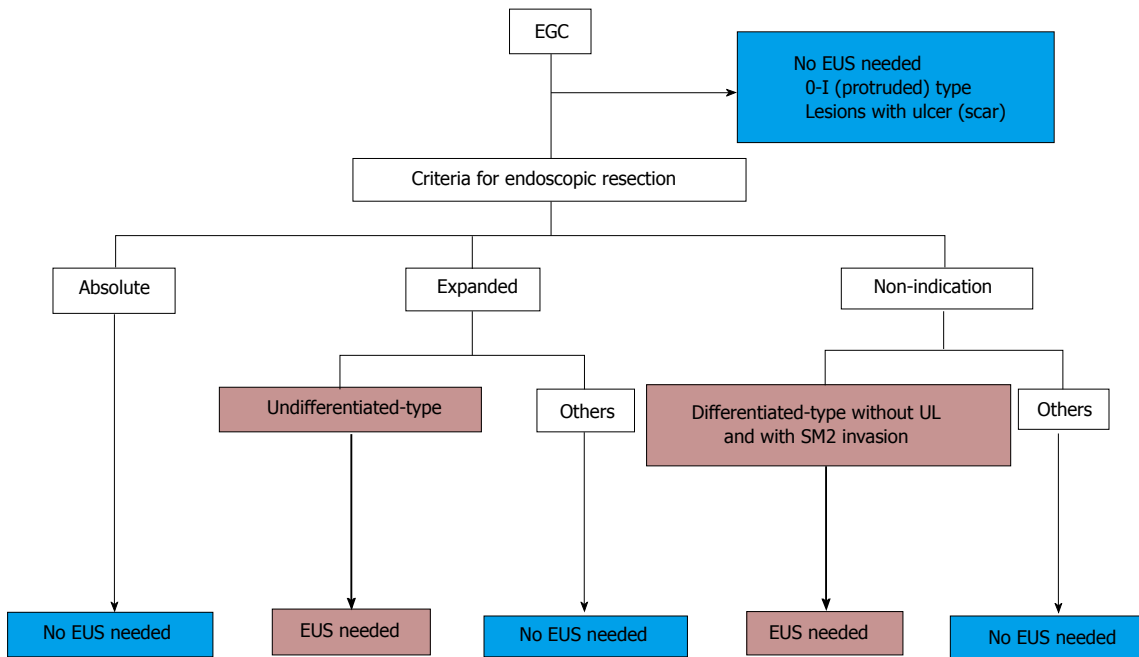 EGC
No EUS needed
0-I (protruded) type
Lesions with ulcer (scar)
Criteria for endoscopic resection
Absolute
Expanded
Non-indication
Undifferentiated-type
Others
Differentiated-type without UL
and with SM2 invasion
Others
No EUS needed
EUS needed
No EUS needed
EUS needed
No EUS needed